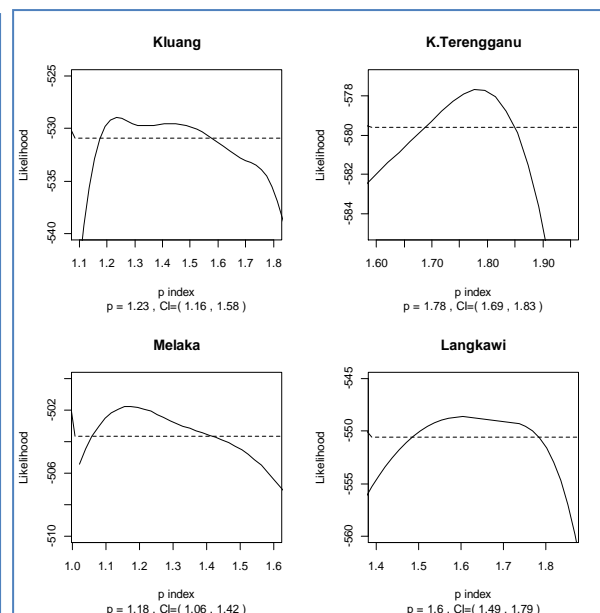 Kluang
Likelihood
-525
-530
-535
-540
1.1 1.2 1.3 1.4 1.5 1.6 1.7 1.8
p index
p = 1.23 , CI=( 1.16 , 1.58 )
K.Terengganu
Likelihood
-578
-580
-582
-584
1.60 1.70 1.80 1.90
p index
p = 1.78 , CI=( 1.69 , 1.83 )
Melaka
Likelihood
-502
-506
-510
1.0 1.1 1.2 1.3 1.4 1.5 1.6
p index
p = 1.18 , CI=( 1.06 , 1.42 )
Langkawi
Likelihood
-545
-550
-555
-560
1.4 1.5 1.6 1.7 1.8
p index
p = 1.6 , CI=( 1.49 , 1.79 )